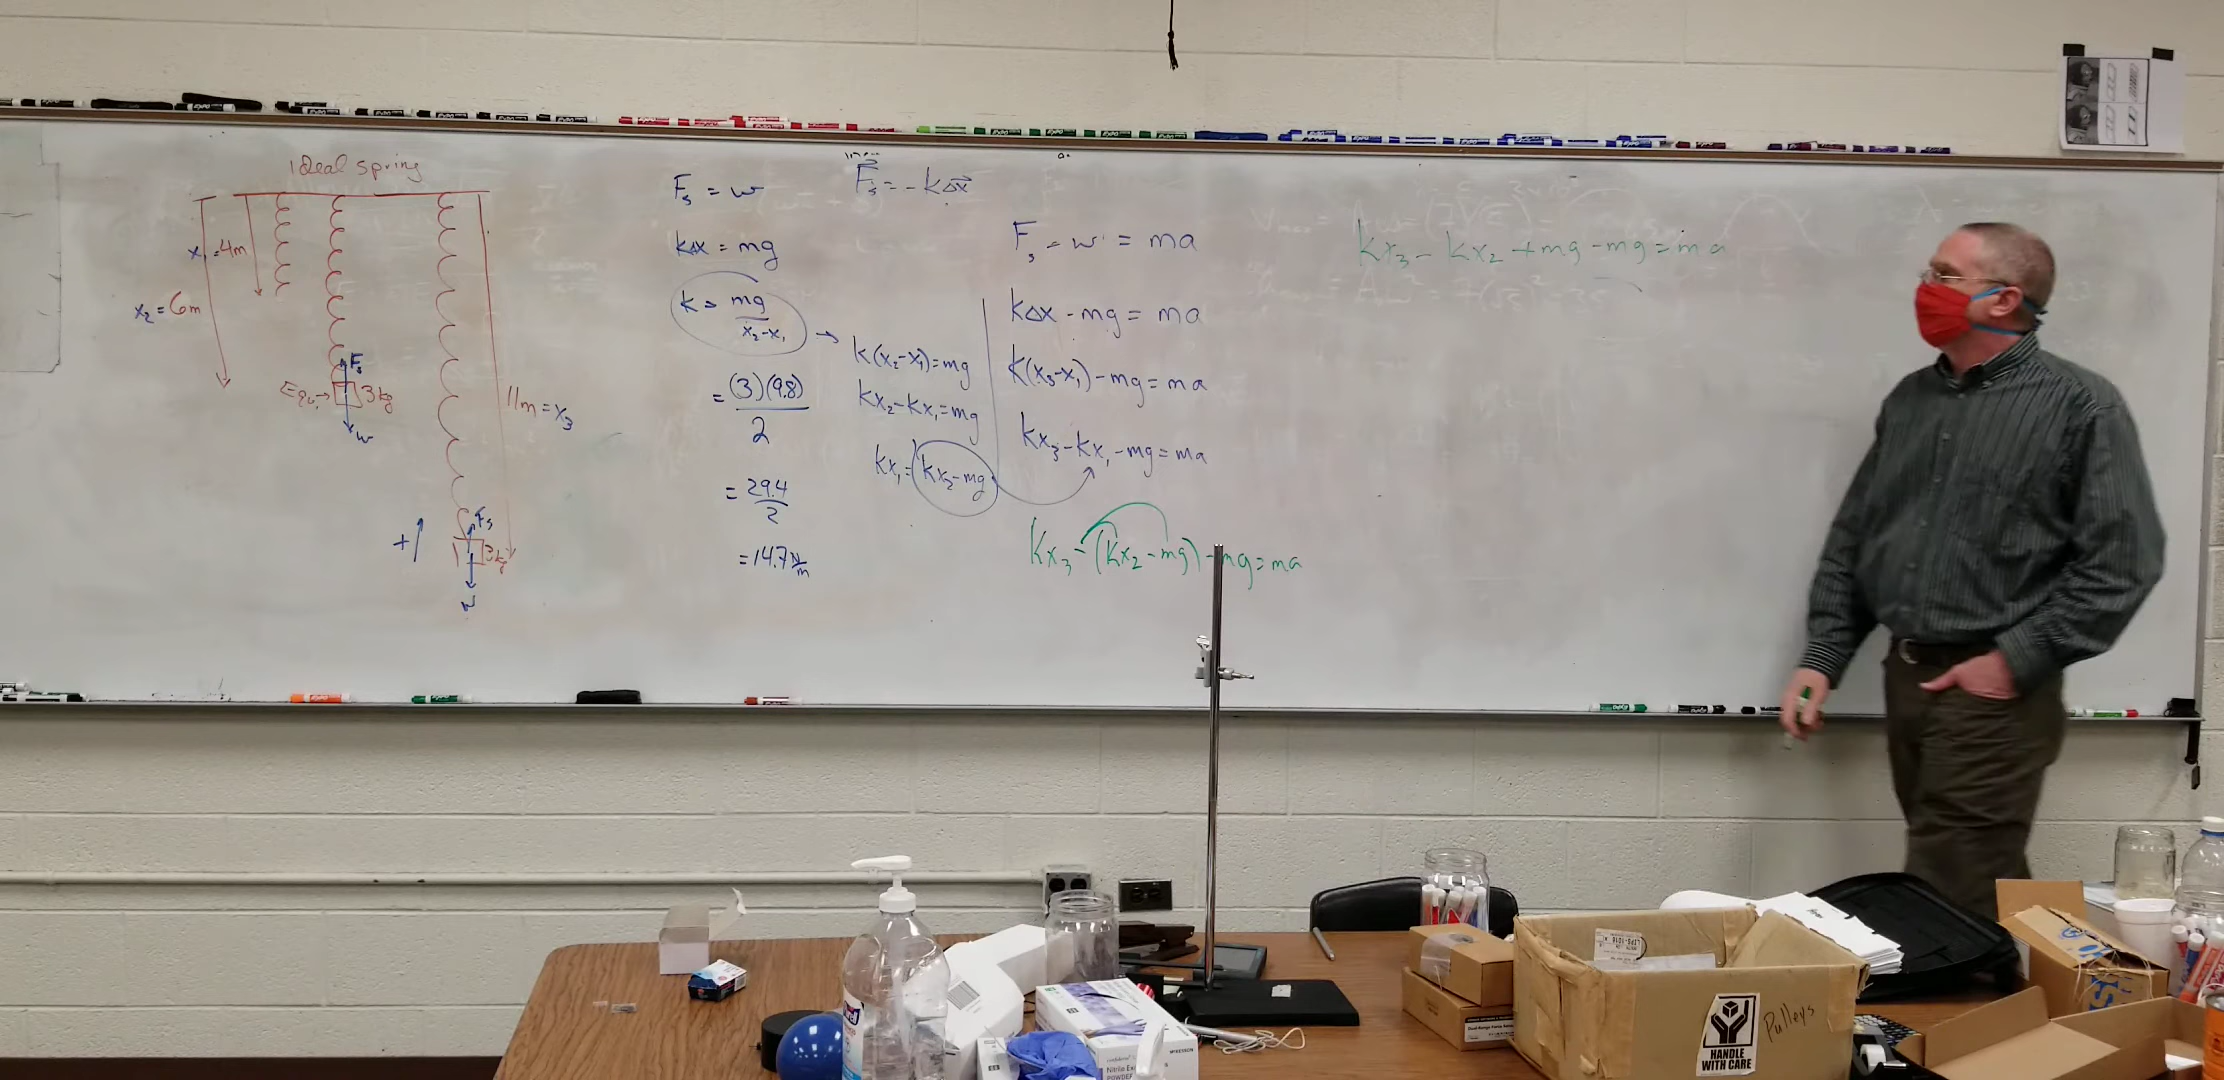 Ideal spring
x₁=4m
x₂=6m
Fs
Eq. → 3kg
w
11m=x₃
+
Fs
3kg
w
Fs = w
kΔx = mg
k = mg/(x₂-x₁)
= (3)(9.8)/2
= 29.4/2
= 14.7 N/m
Fs = -kΔx
k(x₂-x₁)=mg
kx₂-kx₁=mg
kx₁=kx₂-mg
Fs - w = ma
kΔx - mg = ma
k(x₃-x₁) - mg = ma
kx₃-kx₁-mg=ma
kx₃-(kx₂-mg)-mg=ma
kx₃ - kx₂ + mg - mg = ma
HANDLE
WITH CARE
Pulleys